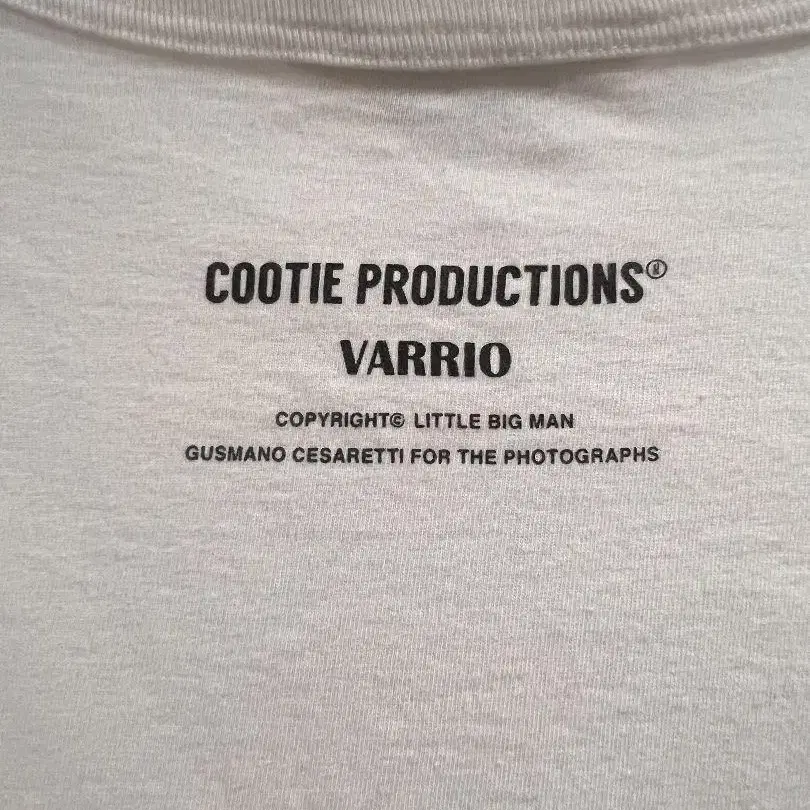 COOTIE PRODUCTIONS®
VARRIO
COPYRIGHT© LITTLE BIG MAN
GUSMANO CESARETTI FOR THE PHOTOGRAPHS